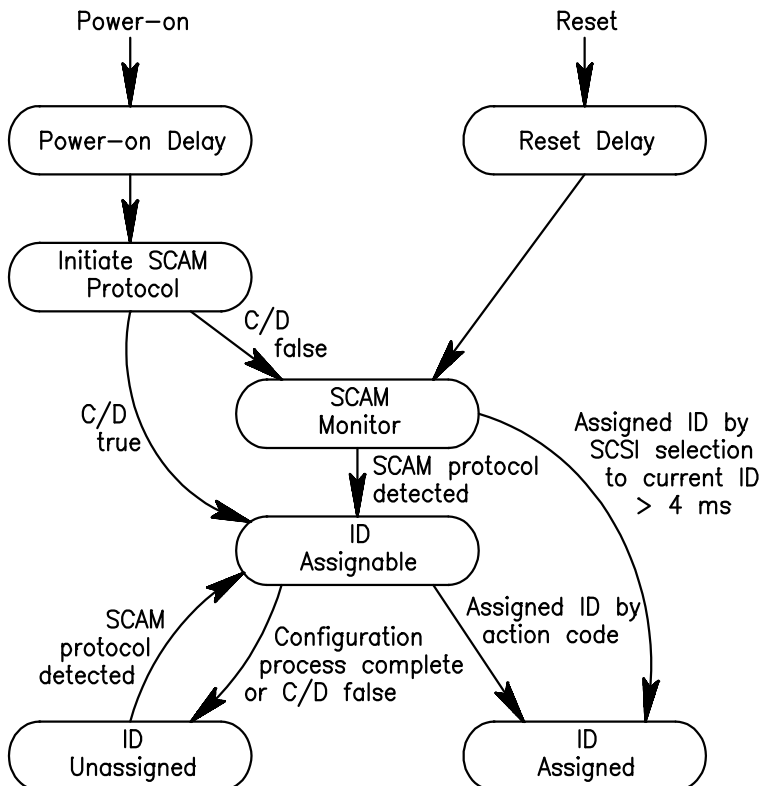 Power-on
Reset
Power-on Delay
Reset Delay
Initiate SCAM
Protocol
C/D
false
C/D
true
SCAM
Monitor
Assigned ID by
SCSI selection
to current ID
> 4 ms
SCAM protocol
detected
ID
Assignable
SCAM
protocol
detected
Configuration
process complete
or C/D false
Assigned ID by
action code
ID
Unassigned
ID
Assigned